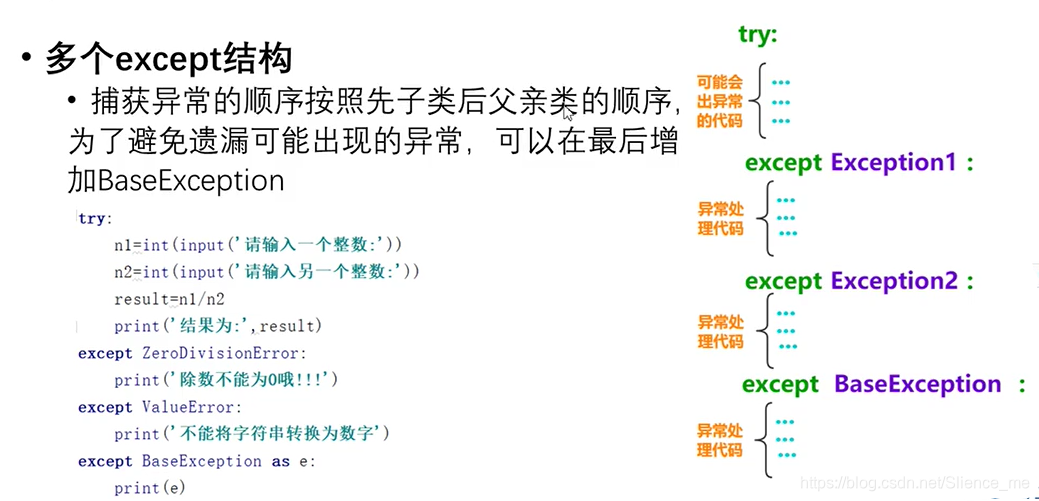 • 多个except结构
• 捕获异常的顺序按照先子类后父亲类的顺序，
为了避免遗漏可能出现的异常，可以在最后增
加BaseException
try:
    n1=int(input('请输入一个整数:'))
    n2=int(input('请输入另一个整数:'))
    result=n1/n2
    print('结果为:',result)
except ZeroDivisionError:
    print('除数不能为0哦!!!')
except ValueError:
    print('不能将字符串转换为数字')
except BaseException as e:
    print(e)
try:
可能会
出异常
的代码
...
...
...
except Exception1 :
异常处
理代码
...
...
...
except Exception2 :
异常处
理代码
...
...
...
except BaseException :
异常处
理代码
...
...
...
https://blog.csdn.net/Slience_me